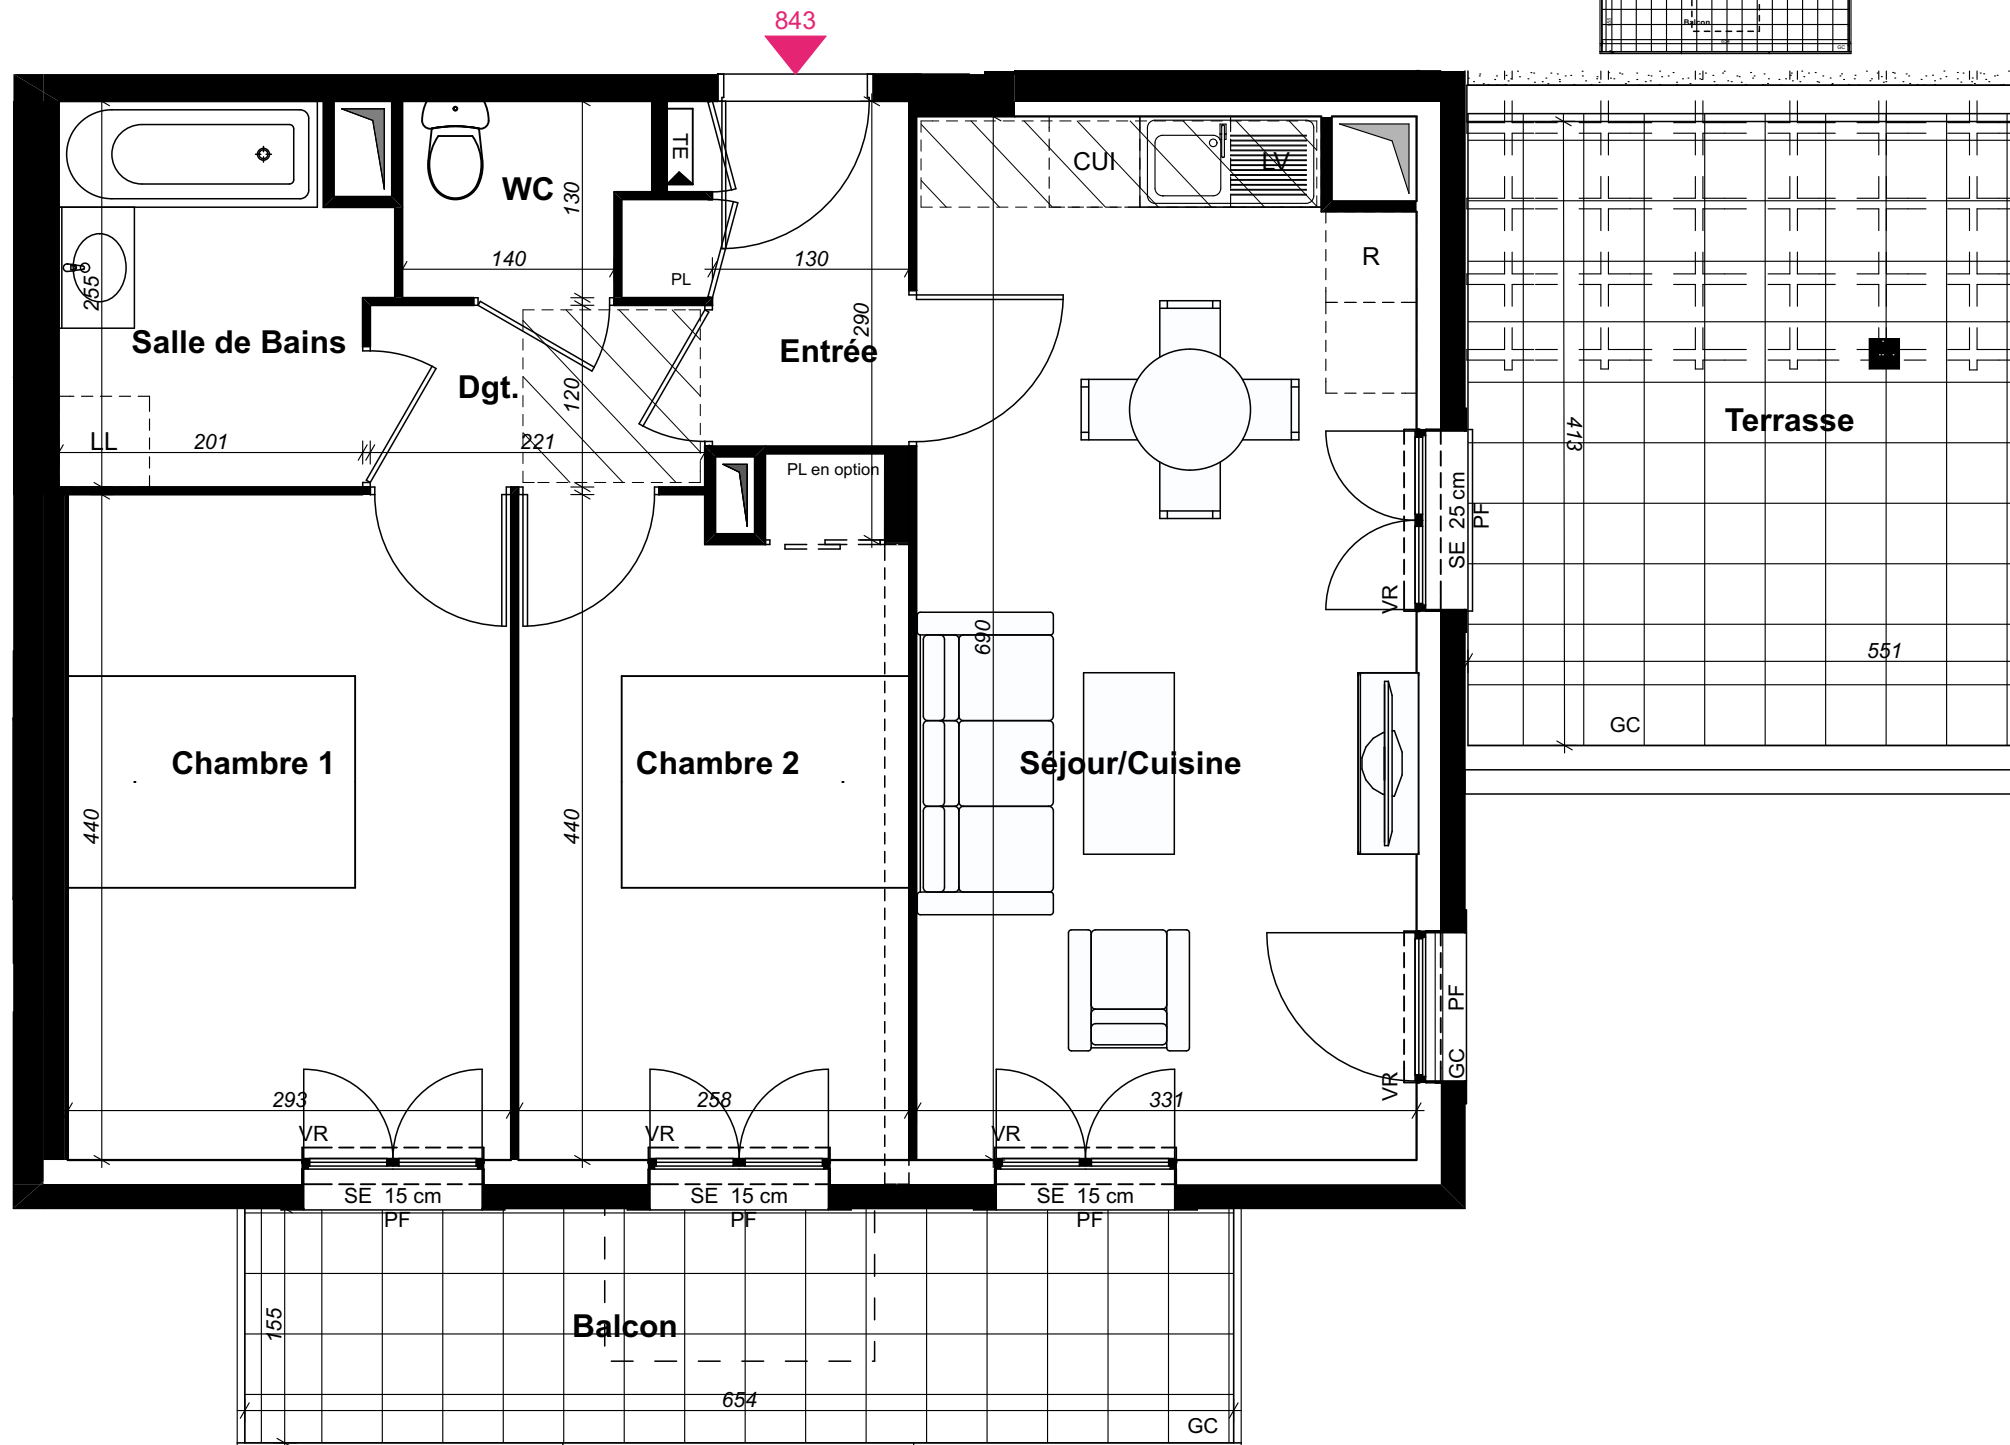 843
Balcon
GC
TE
WC
130
CUI
LV
140
130
PL
R
255
290
Salle de Bains
Entrée
Dgt.
120
Terrasse
413
LL
201
221
PL en option
SE 25 cm
PF
VR
690
551
GC
Chambre 1
Chambre 2
Séjour/Cuisine
440
440
PF
GC
VR
293
258
331
VR
VR
VR
SE 15 cm
SE 15 cm
SE 15 cm
PF
PF
PF
155
Balcon
654
GC